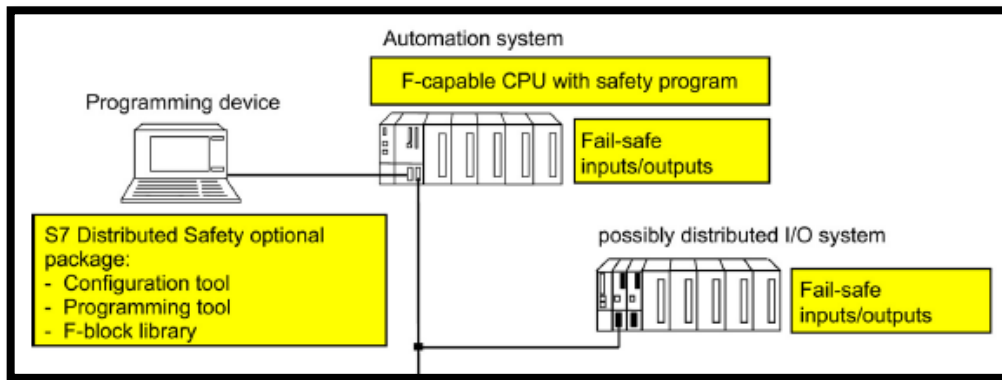 Automation system
F-capable CPU with safety program
Programming device
Fail-safe
inputs/outputs
S7 Distributed Safety optional
package:
- Configuration tool
- Programming tool
- F-block library
possibly distributed I/O system
Fail-safe
inputs/outputs